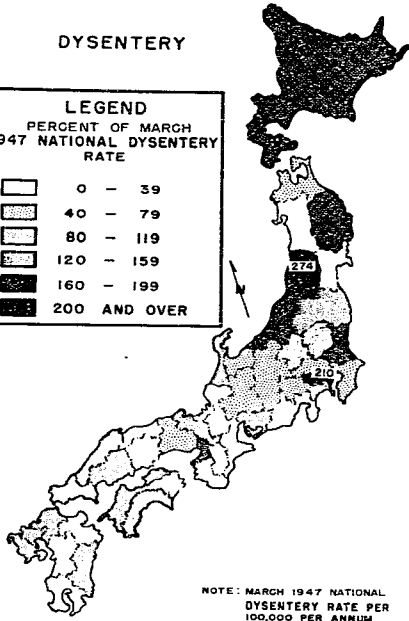 DYSENTERY
LEGEND
PERCENT OF MARCH
947 NATIONAL DYSENTERY
RATE
0 - 39
40 - 79
80 - 119
120 - 159
160 - 199
200 AND OVER
274
210
NOTE: MARCH 1947 NATIONAL
DYSENTERY RATE PER
100,000 PER ANNUM